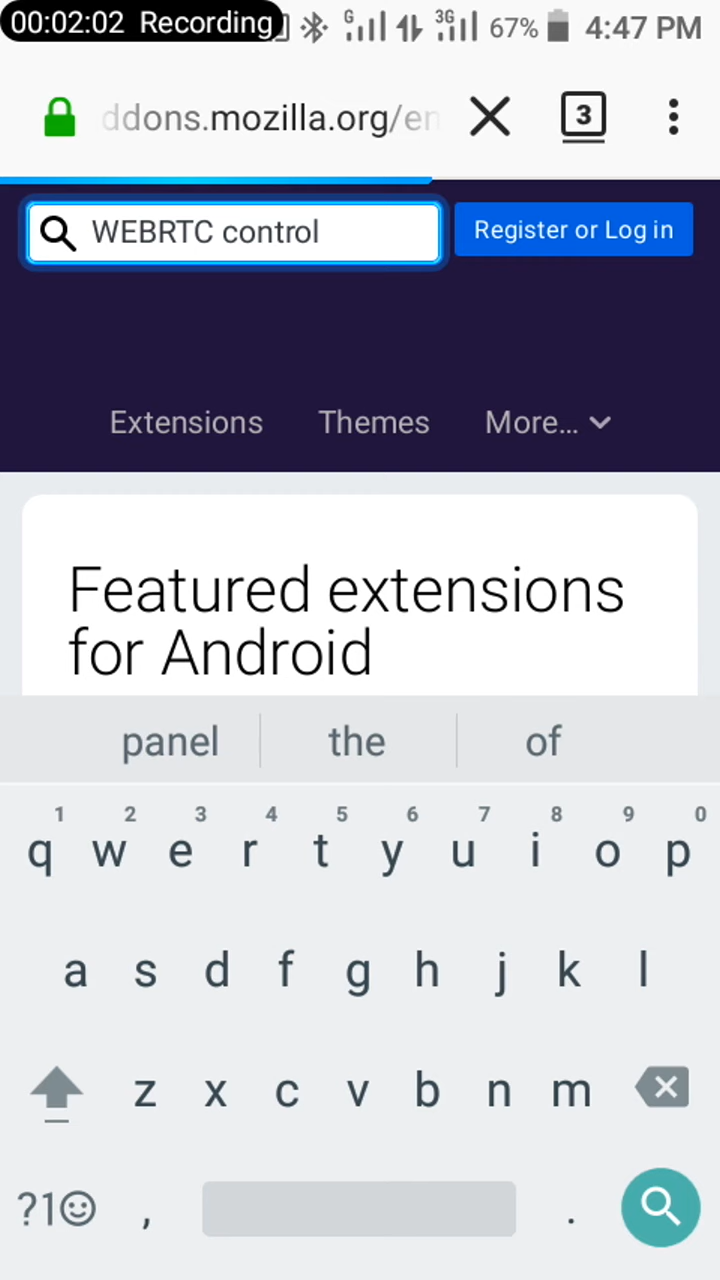 00:02:02 Recording G 3G 67% 4:47 PM
ddons.mozilla.org/en 3
WEBRTC control Register or Log in
Extensions Themes More...
Featured extensions
for Android
panel the of
1 2 3 4 5 6 7 8 9 0
q w e r t y u i o p
a s d f g h j k l
z x c v b n m
?1 , .